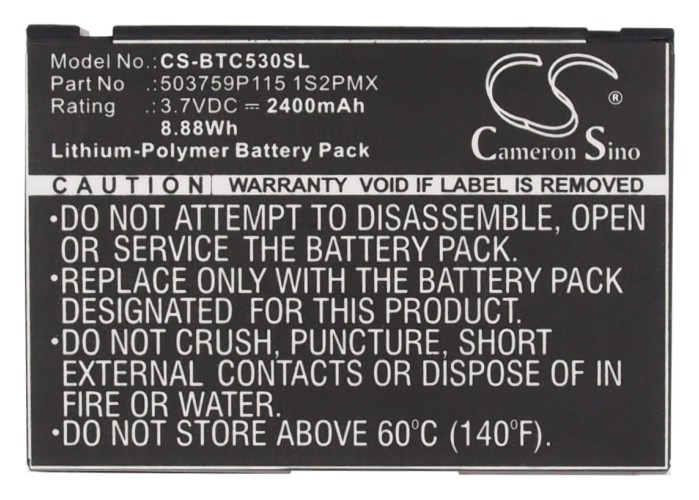 Model No.:CS-BTC530SL
Part No :503759P115 1S2PMX
Rating :3.7VDC ⎓ 2400mAh
8.88Wh
Lithium-Polymer Battery Pack
CS ®
Cameron Sino
CAUTION WARRANTY VOID IF LABEL IS REMOVED
•DO NOT ATTEMPT TO DISASSEMBLE, OPEN
OR SERVICE THE BATTERY PACK.
•REPLACE ONLY WITH THE BATTERY PACK
DESIGNATED FOR THIS PRODUCT.
•DO NOT CRUSH, PUNCTURE, SHORT
EXTERNAL CONTACTS OR DISPOSE OF IN
FIRE OR WATER.
•DO NOT STORE ABOVE 60°C (140°F).